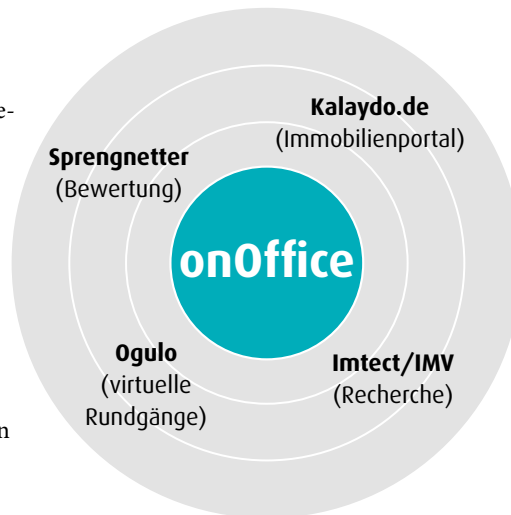 e-
Kalaydo.de
(Immobilienportal)
Sprengnetter
(Bewertung)
onOffice
Ogulo
(virtuelle
Rundgänge)
Imtect/IMV
(Recherche)
n